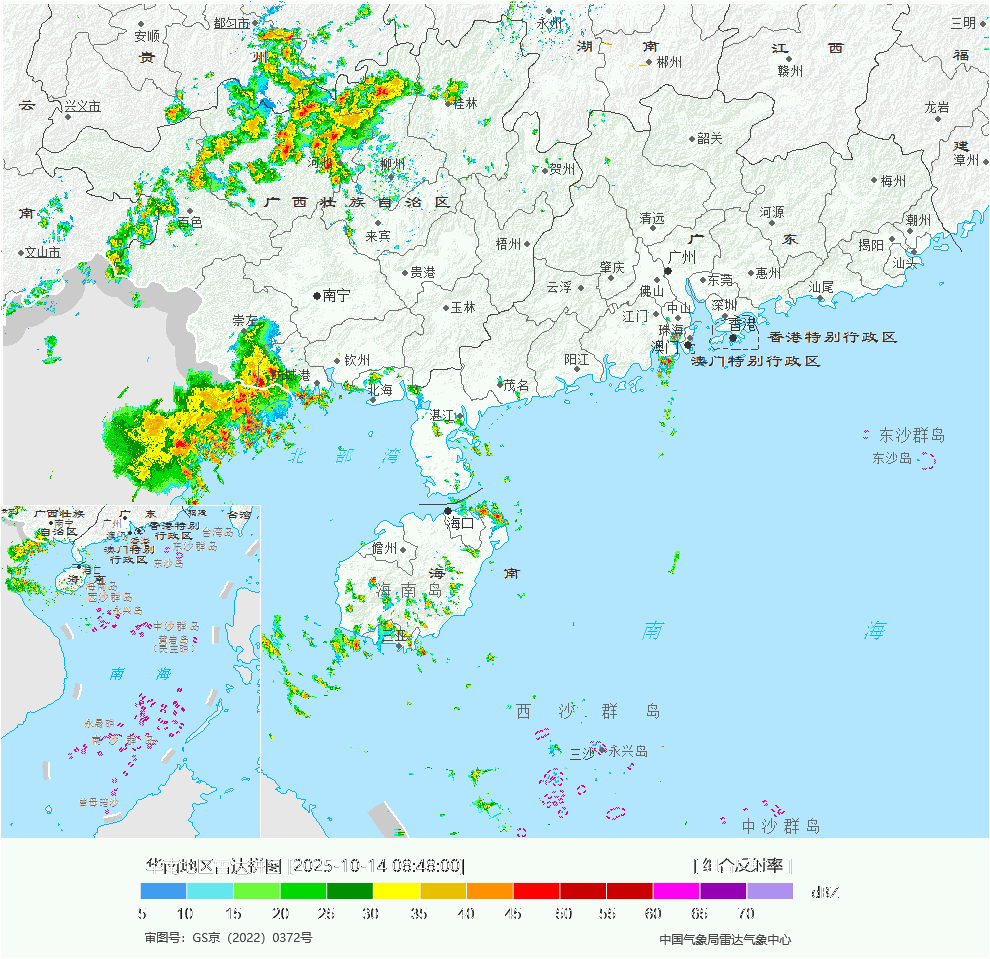 都匀市
永州
三明
安顺
贵
州
湖 南
江 西
福
郴州
赣州
云
兴义市
桂林
龙岩
韶关
建
河池
柳州
贺州
漳州
梅州
广 西 壮 族 自 治 区
南
百色
清远
河源
潮州
来宾
梧州
广 东
揭阳
文山市
广州
汕头
贵港
肇庆
惠州
东莞
云浮
佛山
汕尾
南宁
玉林
深圳
中山
江门
崇左
香港
珠海
香港特别行政区
澳门
澳门特别行政区
钦州
阳江
北海
茂名
湛江
东沙群岛
北 部 湾
东沙岛
海口
儋州
海 南
海 南 岛
三亚
南 海
西 沙 群 岛
三沙
永兴岛
中沙群岛
广西壮族
自治区
南宁
广 东
广州
福建
台湾
香港特别
行政区
台湾岛
澳门特别
行政区
东沙群岛
东沙岛
海口
海 南
海南岛
西沙群岛
永兴岛
中沙群岛
黄岩岛
南 海
永暑礁
南 沙 群 岛
曾母暗沙
华南地区雷达拼图 [2025-10-14 08:48:00]
[组合反射率]
5 10 15 20 25 30 35 40 45 50 55 60 65 70
dBZ
审图号：GS京（2022）0372号
中国气象局雷达气象中心